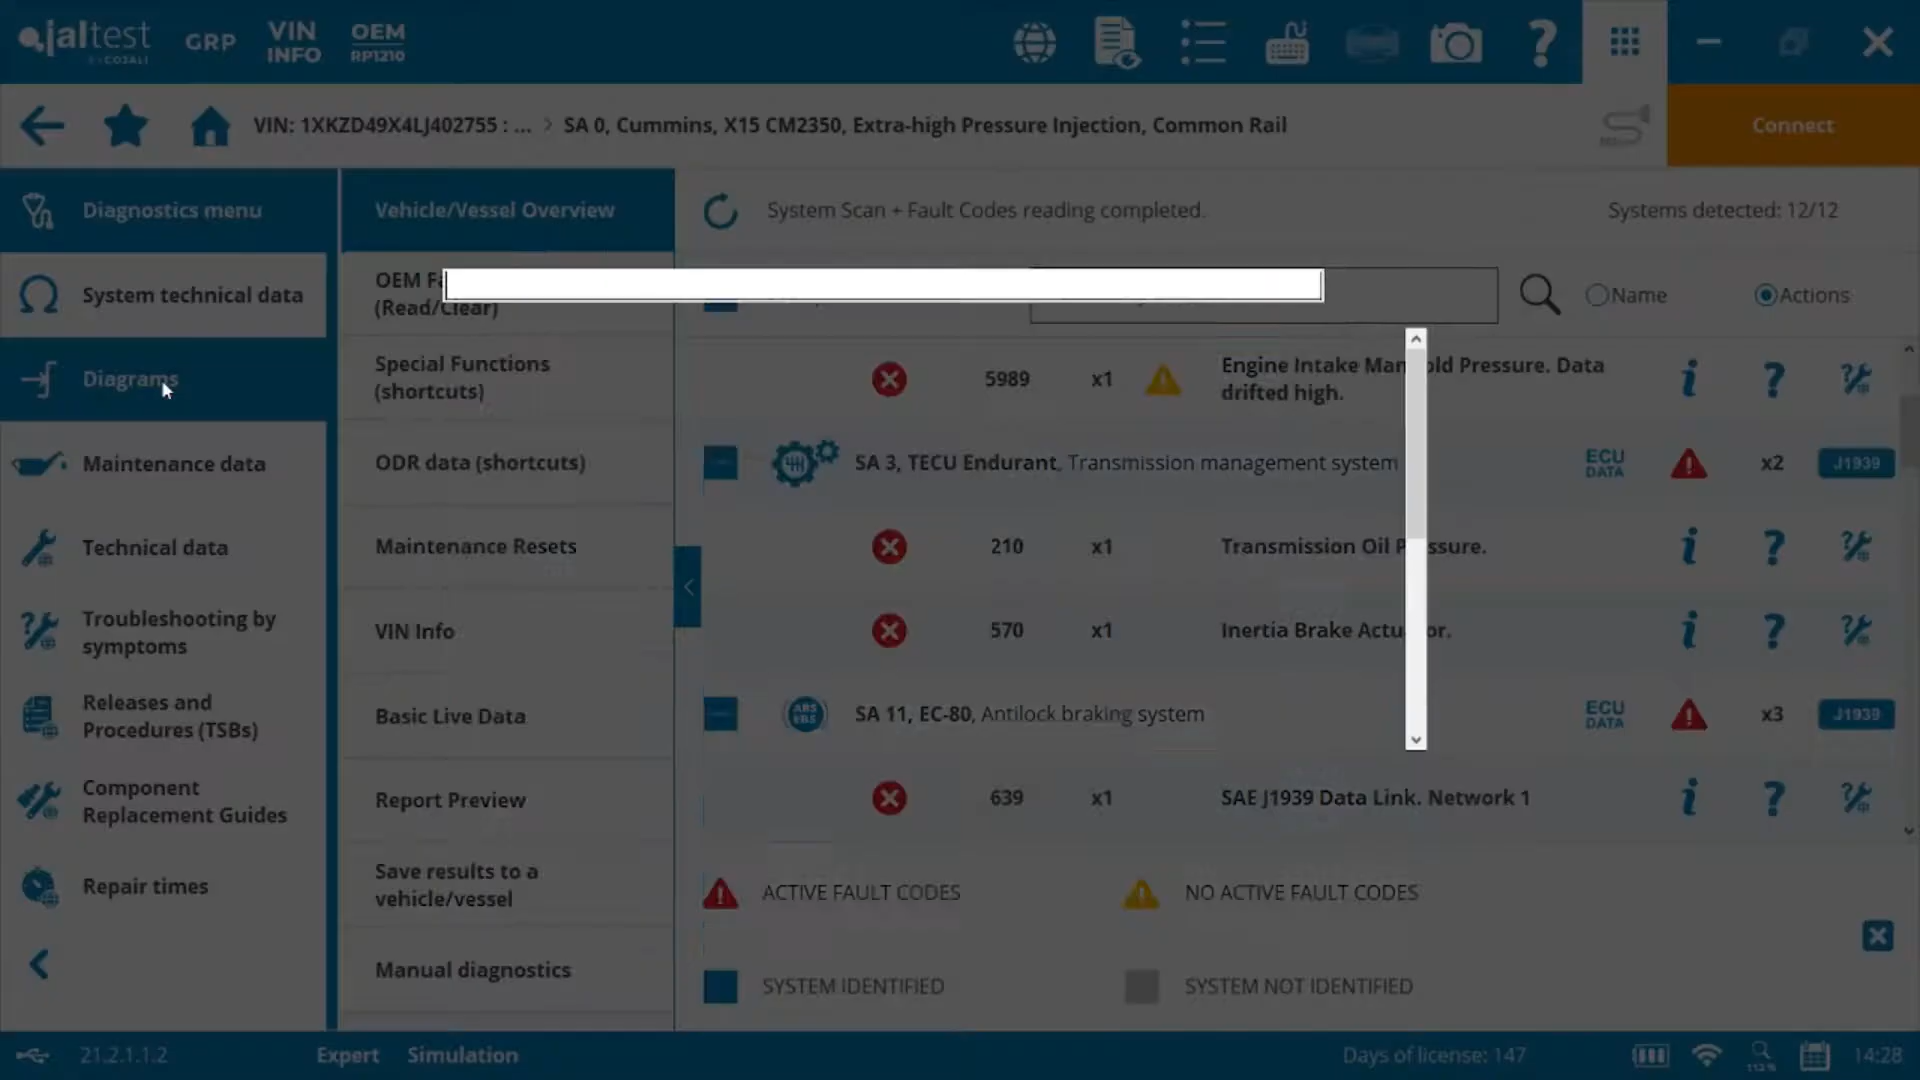 jaltest
BY COJALI
GRP
VIN
INFO
OEM
RP1210
VIN: 1XKZD49X4LJ402755 : ... > SA 0, Cummins, X15 CM2350, Extra-high Pressure Injection, Common Rail
Connect
Diagnostics menu
System technical data
Diagrams
Maintenance data
Technical data
Troubleshooting by
symptoms
Releases and
Procedures (TSBs)
Component
Replacement Guides
Repair times
Vehicle/Vessel Overview
OEM
(Read/Clear)
Special Functions
(shortcuts)
ODR data (shortcuts)
Maintenance Resets
VIN Info
Basic Live Data
Report Preview
Save results to a
vehicle/vessel
Manual diagnostics
System Scan + Fault Codes reading completed.
Systems detected: 12/12
Name
Actions
5989 x1 Engine Intake Manifold Pressure. Data
drifted high.
SA 3, TECU Endurant, Transmission management system
ECU
DATA
x2
J1939
210 x1 Transmission Oil Pressure.
570 x1 Inertia Brake Actuator.
ABS
EBS
SA 11, EC-80, Antilock braking system
ECU
DATA
x3
J1939
639 x1 SAE J1939 Data Link. Network 1
ACTIVE FAULT CODES
NO ACTIVE FAULT CODES
SYSTEM IDENTIFIED
SYSTEM NOT IDENTIFIED
21.2.1.1.2
Expert
Simulation
Days of license: 147
14:28